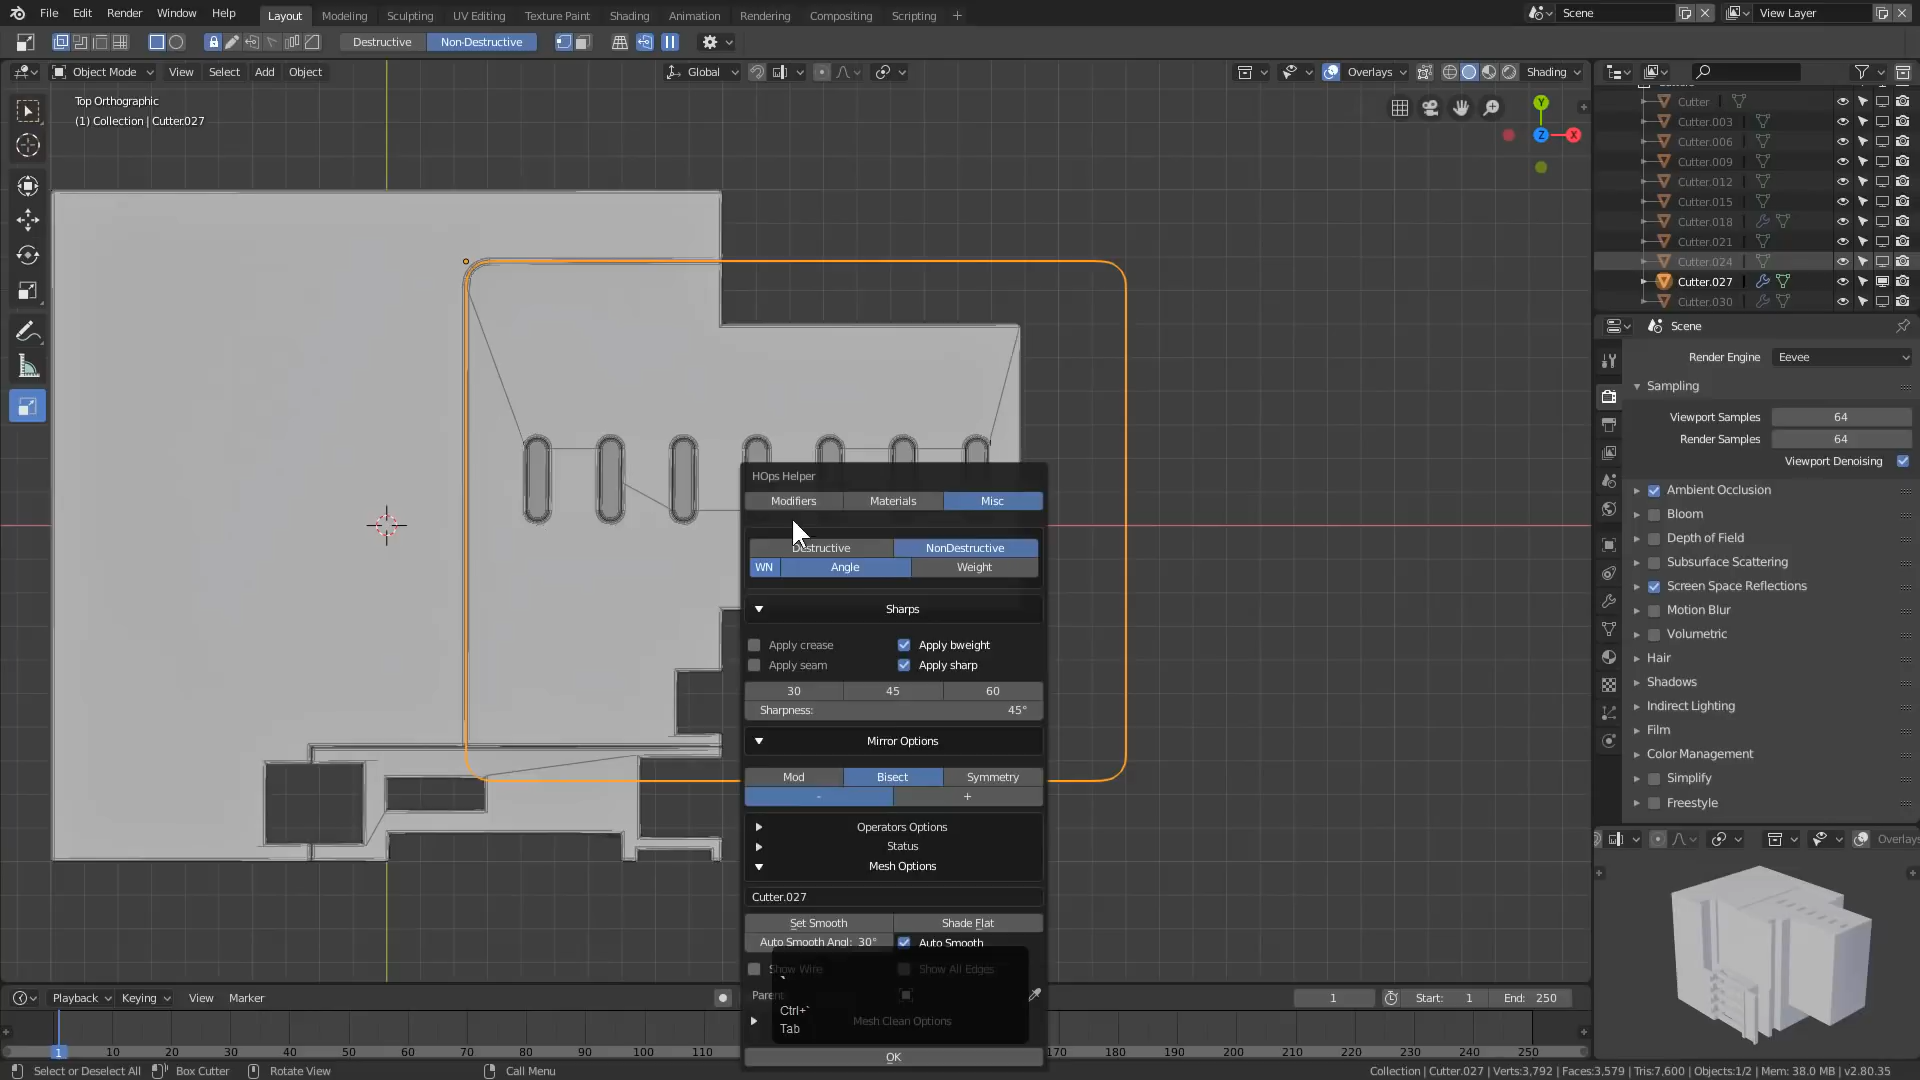 File Edit Render Window Help Layout Modeling Sculpting UV Editing Texture Paint Shading Animation Rendering Compositing Scripting + Scene View Layer
Destructive Non-Destructive
Object Mode View Select Add Object Global Overlays Shading
Top Orthographic
(1) Collection | Cutter.027
Y
Z
X
Cutter
Cutter.003
Cutter.006
Cutter.009
Cutter.012
Cutter.015
Cutter.018
Cutter.021
Cutter.024
Cutter.027
Cutter.030
Scene
Render Engine Eevee
Sampling
Viewport Samples 64
Render Samples 64
Viewport Denoising
Ambient Occlusion
Bloom
Depth of Field
Subsurface Scattering
Screen Space Reflections
Motion Blur
Volumetric
Hair
Shadows
Indirect Lighting
Film
Color Management
Simplify
Freestyle
Overlays
HOps Helper
Modifiers Materials Misc
Destructive NonDestructive
WN Angle Weight
Sharps
Apply crease Apply bweight
Apply seam Apply sharp
30 45 60
Sharpness: 45°
Mirror Options
Mod Bisect Symmetry
- +
Operators Options
Status
Mesh Options
Cutter.027
Set Smooth Shade Flat
Auto Smooth Angl: 30° Auto Smooth
Show Wire Show All Edges
Parent
`
Ctrl+`
Tab
Mesh Clean Options
OK
Playback Keying View Marker 1 Start: 1 End: 250
1 10 20 30 40 50 60 70 80 90 100 110 170 180 190 200 210 220 230 240 250
Select or Deselect All Box Cutter Rotate View Call Menu Collection | Cutter.027 | Verts:3,792 | Faces:3,579 | Tris:7,600 | Objects:1/2 | Mem: 38.0 MB | v2.80.35